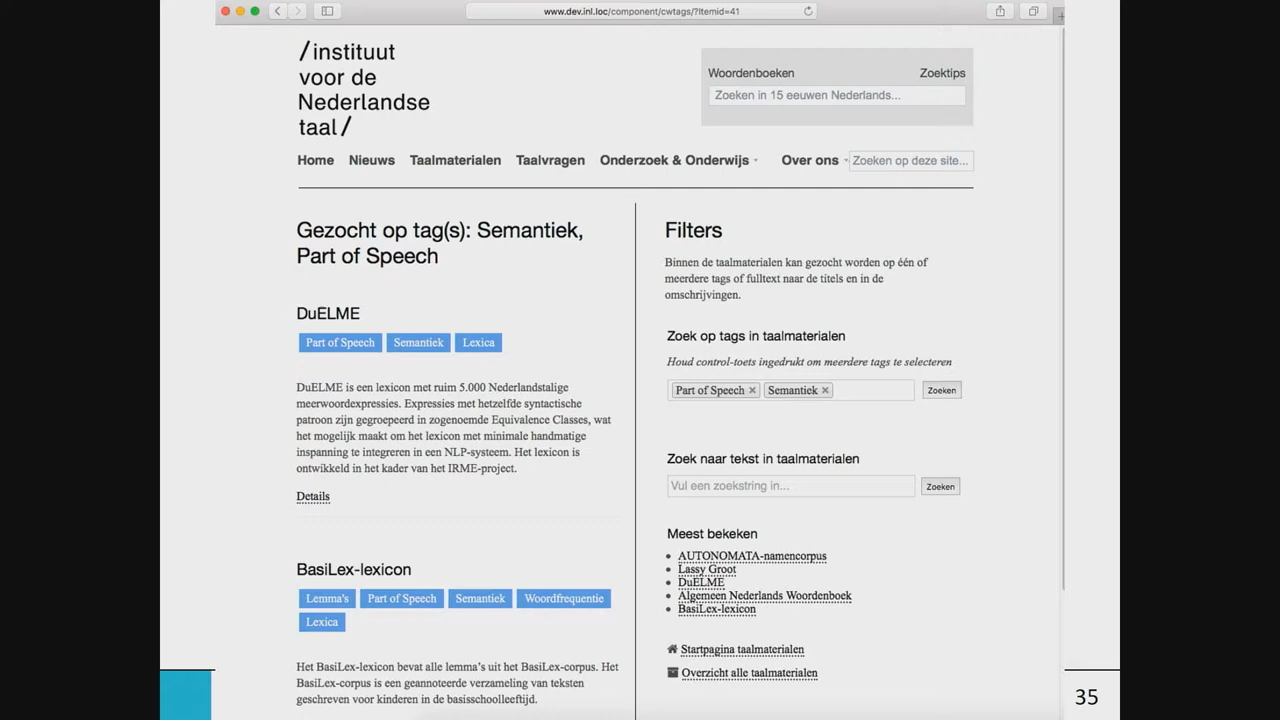 www.dev.inl.loc/component/cwtags/?Itemid=41
/instituut
voor de
Nederlandse
taal/
Woordenboeken Zoektips
Zoeken in 15 eeuwen Nederlands...
Home Nieuws Taalmaterialen Taalvragen Onderzoek & Onderwijs Over ons Zoeken op deze site...
Gezocht op tag(s): Semantiek,
Part of Speech
DuELME
Part of Speech Semantiek Lexica
DuELME is een lexicon met ruim 5.000 Nederlandstalige
meerwoordexpressies. Expressies met hetzelfde syntactische
patroon zijn gegroepeerd in zogenoemde Equivalence Classes, wat
het mogelijk maakt om het lexicon met minimale handmatige
inspanning te integreren in een NLP-systeem. Het lexicon is
ontwikkeld in het kader van het IRME-project.
Details
BasiLex-lexicon
Lemma's Part of Speech Semantiek Woordfrequentie
Lexica
Het BasiLex-lexicon bevat alle lemma's uit het BasiLex-corpus. Het
BasiLex-corpus is een geannoteerde verzameling van teksten
geschreven voor kinderen in de basisschoolleeftijd.
Filters
Binnen de taalmaterialen kan gezocht worden op één of
meerdere tags of fulltext naar de titels en in de
omschrijvingen.
Zoek op tags in taalmaterialen
Houd control-toets ingedrukt om meerdere tags te selecteren
Part of Speech × Semantiek × Zoeken
Zoek naar tekst in taalmaterialen
Vul een zoekstring in... Zoeken
Meest bekeken
AUTONOMATA-namencorpus
Lassy Groot
DuELME
Algemeen Nederlands Woordenboek
BasiLex-lexicon
Startpagina taalmaterialen
Overzicht alle taalmaterialen
35